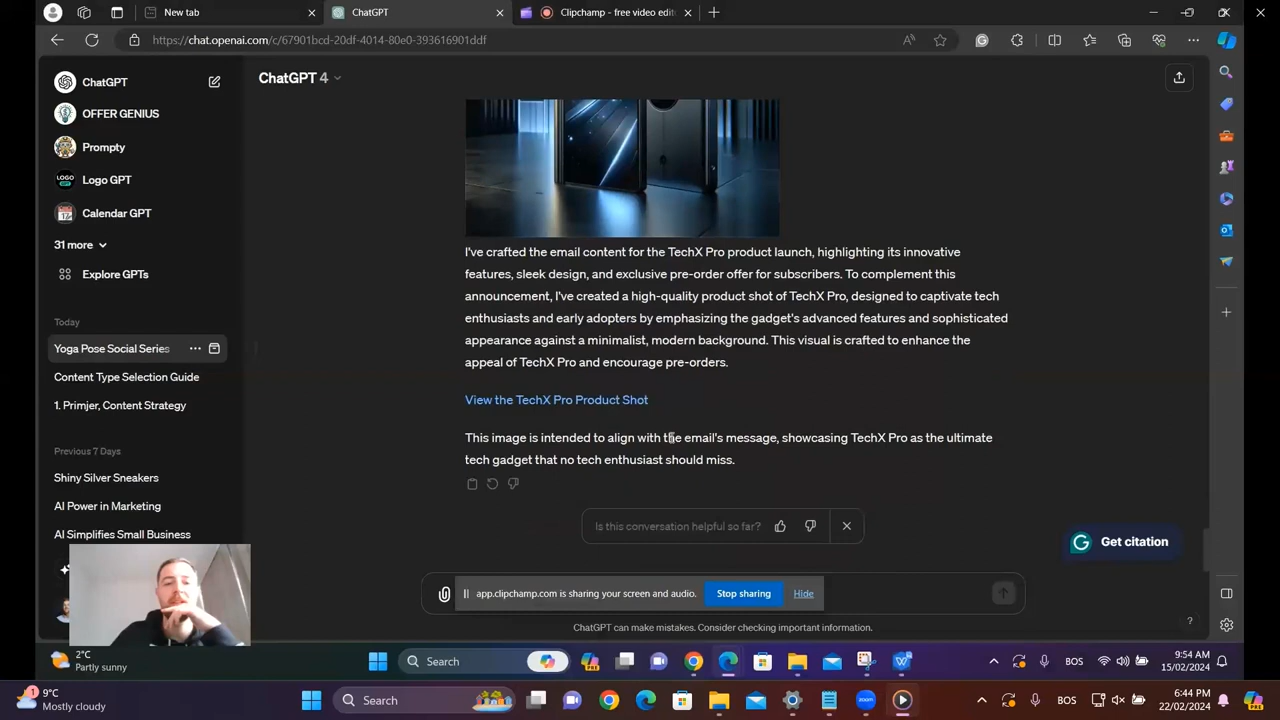 New tab
ChatGPT
Clipchamp - free video edit
https://chat.openai.com/c/67901bcd-20df-4014-80e0-393616901ddf
ChatGPT
OFFER GENIUS
Prompty
LOGO
GPT
Logo GPT
17
Calendar GPT
31 more
Explore GPTs
Today
Yoga Pose Social Series
Content Type Selection Guide
1. Primjer, Content Strategy
Previous 7 Days
Shiny Silver Sneakers
AI Power in Marketing
AI Simplifies Small Business
ChatGPT 4
I've crafted the email content for the TechX Pro product launch, highlighting its innovative
features, sleek design, and exclusive pre-order offer for subscribers. To complement this
announcement, I've created a high-quality product shot of TechX Pro, designed to captivate tech
enthusiasts and early adopters by emphasizing the gadget's advanced features and sophisticated
appearance against a minimalist, modern background. This visual is crafted to enhance the
appeal of TechX Pro and encourage pre-orders.
View the TechX Pro Product Shot
This image is intended to align with the email's message, showcasing TechX Pro as the ultimate
tech gadget that no tech enthusiast should miss.
Is this conversation helpful so far?
Get citation
app.clipchamp.com is sharing your screen and audio.
Stop sharing
Hide
ChatGPT can make mistakes. Consider checking important information.
?
2°C
Partly sunny
Search
BOS
9:54 AM
15/02/2024
1
9°C
Mostly cloudy
Search
zoom
BOS
6:44 PM
22/02/2024